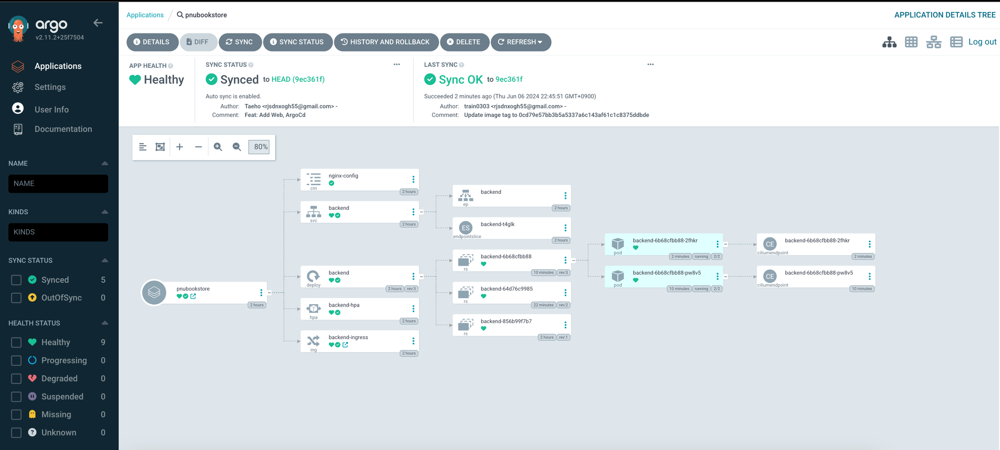 argo
v2.11.2+25f7504
Applications
Settings
User Info
Documentation
NAME
NAME
KINDS
KINDS
SYNC STATUS
Synced 5
OutOfSync 0
HEALTH STATUS
Healthy 9
Progressing 0
Degraded 0
Suspended 0
Missing 0
Unknown 0
Applications / pnubookstore
APPLICATION DETAILS TREE
DETAILS DIFF SYNC SYNC STATUS HISTORY AND ROLLBACK DELETE REFRESH
Log out
APP HEALTH
Healthy
SYNC STATUS
Synced to HEAD (9ec361f)
Auto sync is enabled.
Author: Taeho <rjsdnxogh55@gmail.com> -
Comment: Feat: Add Web, ArgoCd
LAST SYNC
Sync OK to 9ec361f
Succeeded 2 minutes ago (Thu Jun 06 2024 22:45:51 GMT+0900)
Author: train0303 <rjsdnxogh55@gmail.com> -
Comment: Update image tag to 0cd79e57bb3b5a5337a6c143af61c1c8375ddbde
80%
pnubookstore
2 hours
nginx-config
cm
2 hours
backend
svc
2 hours
backend
deploy
2 hours rev:3
backend-hpa
hpa
2 hours
backend-ingress
ing
2 hours
backend
ep
2 hours
ES
backend-t4glk
endpointslice
2 hours
backend-6b68cfbb88
rs
10 minutes rev:3
backend-64d76c9985
rs
22 minutes rev:2
backend-856b99f7b7
rs
2 hours rev:1
backend-6b68cfbb88-2fhkr
pod
2 minutes running 2/2
backend-6b68cfbb88-pw8v5
pod
10 minutes running 2/2
CE
backend-6b68cfbb88-2fhkr
ciliumendpoint
2 minutes
CE
backend-6b68cfbb88-pw8v5
ciliumendpoint
10 minutes